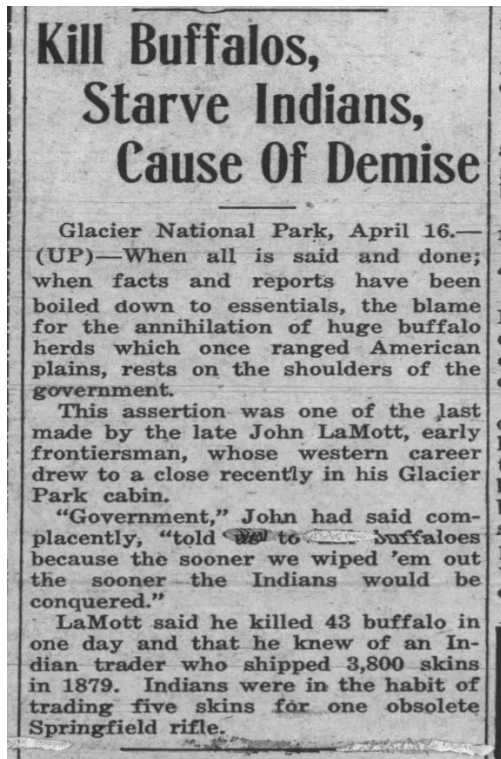 Kill Buffalos,
Starve Indians,
Cause Of Demise
Glacier National Park, April 16.—
(UP)—When all is said and done;
when facts and reports have been
boiled down to essentials, the blame
for the annihilation of huge buffalo
herds which once ranged American
plains, rests on the shoulders of the
government.
This assertion was one of the last
made by the late John LaMott, early
frontiersman, whose western career
drew to a close recently in his Glacier
Park cabin.
"Government," John had said com-
placently, "told us to buffaloes
because the sooner we wiped 'em out
the sooner the Indians would be
conquered."
LaMott said he killed 43 buffalo in
one day and that he knew of an In-
dian trader who shipped 3,800 skins
in 1879. Indians were in the habit of
trading five skins for one obsolete
Springfield rifle.